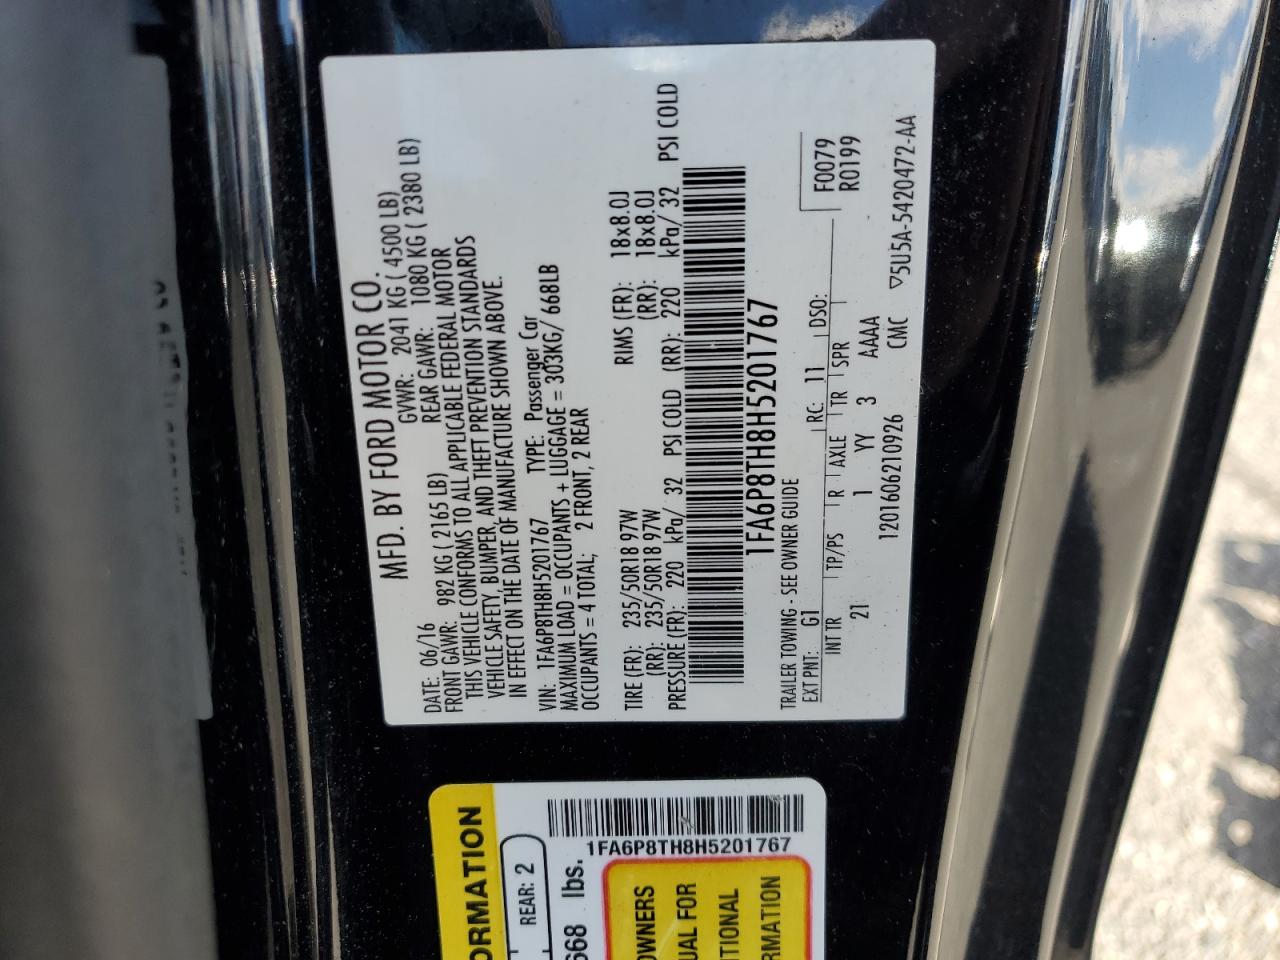 MFD. BY FORD MOTOR CO.
DATE: 06/16 GVWR: 2041 KG ( 4500 LB)
FRONT GAWR: 982 KG ( 2165 LB) REAR GAWR: 1080 KG ( 2380 LB)
THIS VEHICLE CONFORMS TO ALL APPLICABLE FEDERAL MOTOR
VEHICLE SAFETY, BUMPER, AND THEFT PREVENTION STANDARDS
IN EFFECT ON THE DATE OF MANUFACTURE SHOWN ABOVE.
VIN: 1FA6P8TH8H5201767 TYPE: Passenger Car
MAXIMUM LOAD = OCCUPANTS + LUGGAGE = 303KG/ 668LB
OCCUPANTS = 4 TOTAL; 2 FRONT, 2 REAR
TIRE (FR): 235/50R18 97W RIMS (FR): 18x8.0J
(RR): 235/50R18 97W (RR): 18x8.0J
PRESSURE (FR): 220 kPa/ 32 PSI COLD (RR): 220 kPa/ 32 PSI COLD
1FA6P8TH8H5201767
TRAILER TOWING - SEE OWNER GUIDE
F0079
R0199
EXT PNT: G1 RC: 11 DSO:
INT TR TP/PS R AXLE TR SPR
21 1 YY 3 AAAA
12016062109​26 CMC
▽5U5A-5420472-AA
ORMATION
REAR: 2
668 lbs.
1FA6P8TH8H5201767
OWNERS
UAL FOR
TIONAL
RMATION